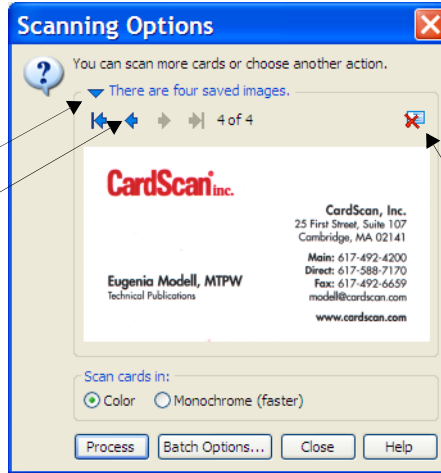 Scanning Options
You can scan more cards or choose another action.
There are four saved images.
4 of 4
CardScan inc.
CardScan, Inc.
25 First Street, Suite 107
Cambridge, MA 02141
Main: 617-492-4200
Direct: 617-588-7170
Fax: 617-492-6659
modell@cardscan.com
www.cardscan.com
Eugenia Modell, MTPW
Technical Publications
Scan cards in:
Color Monochrome (faster)
Process Batch Options... Close Help